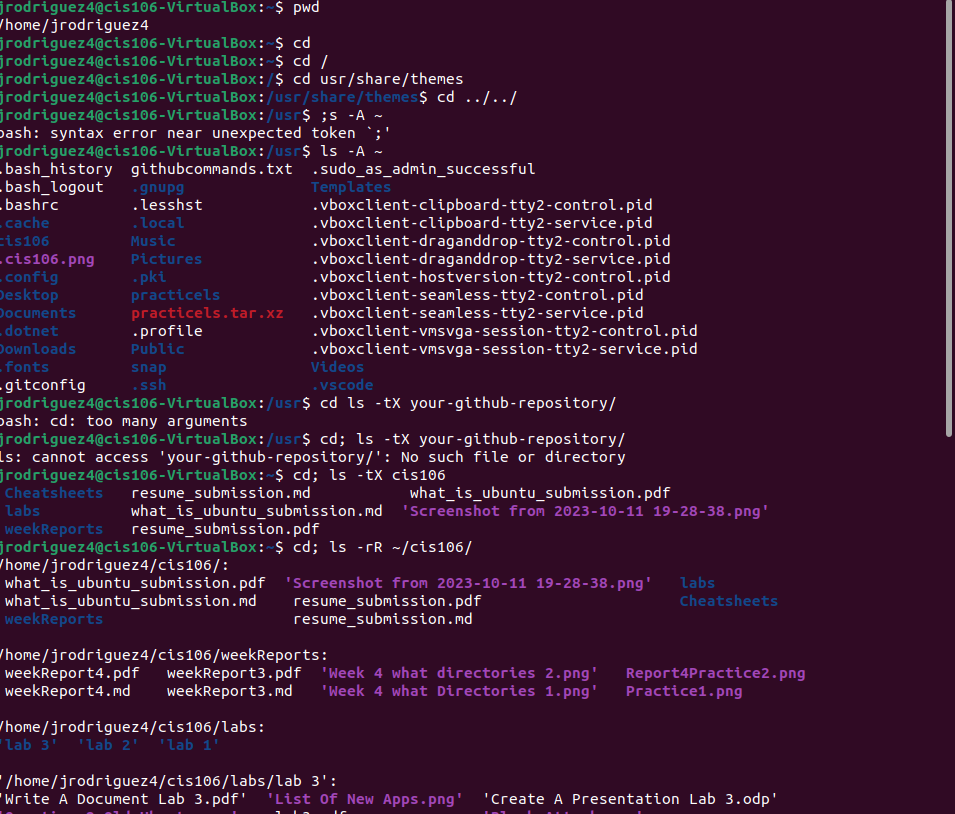 jrodriguez4@cis106-VirtualBox:~$ pwd
/home/jrodriguez4
jrodriguez4@cis106-VirtualBox:~$ cd
jrodriguez4@cis106-VirtualBox:~$ cd /
jrodriguez4@cis106-VirtualBox:/$ cd usr/share/themes
jrodriguez4@cis106-VirtualBox:/usr/share/themes$ cd ../../
jrodriguez4@cis106-VirtualBox:/usr$ ;s -A ~
bash: syntax error near unexpected token `;'
jrodriguez4@cis106-VirtualBox:/usr$ ls -A ~
.bash_history githubcommands.txt .sudo_as_admin_successful
.bash_logout .gnupg Templates
.bashrc .lesshst .vboxclient-clipboard-tty2-control.pid
.cache .local .vboxclient-clipboard-tty2-service.pid
cis106 Music .vboxclient-draganddrop-tty2-control.pid
.cis106.png Pictures .vboxclient-draganddrop-tty2-service.pid
.config .pki .vboxclient-hostversion-tty2-control.pid
Desktop practicels .vboxclient-seamless-tty2-control.pid
Documents practicels.tar.xz .vboxclient-seamless-tty2-service.pid
.dotnet .profile .vboxclient-vmsvga-session-tty2-control.pid
Downloads Public .vboxclient-vmsvga-session-tty2-service.pid
.fonts snap Videos
.gitconfig .ssh .vscode
jrodriguez4@cis106-VirtualBox:/usr$ cd ls -tX your-github-repository/
bash: cd: too many arguments
jrodriguez4@cis106-VirtualBox:/usr$ cd; ls -tX your-github-repository/
ls: cannot access 'your-github-repository/': No such file or directory
jrodriguez4@cis106-VirtualBox:~$ cd; ls -tX cis106
Cheatsheets resume_submission.md what_is_ubuntu_submission.pdf
labs what_is_ubuntu_submission.md 'Screenshot from 2023-10-11 19-28-38.png'
weekReports resume_submission.pdf
jrodriguez4@cis106-VirtualBox:~$ cd; ls -rR ~/cis106/
/home/jrodriguez4/cis106/:
what_is_ubuntu_submission.pdf 'Screenshot from 2023-10-11 19-28-38.png' labs
what_is_ubuntu_submission.md resume_submission.pdf Cheatsheets
weekReports resume_submission.md
/home/jrodriguez4/cis106/weekReports:
weekReport4.pdf weekReport3.pdf 'Week 4 what directories 2.png' Report4Practice2.png
weekReport4.md weekReport3.md 'Week 4 what Directories 1.png' Practice1.png
/home/jrodriguez4/cis106/labs:
'lab 3' 'lab 2' 'lab 1'
'/home/jrodriguez4/cis106/labs/lab 3':
'Write A Document Lab 3.pdf' 'List Of New Apps.png' 'Create A Presentation Lab 3.odp'